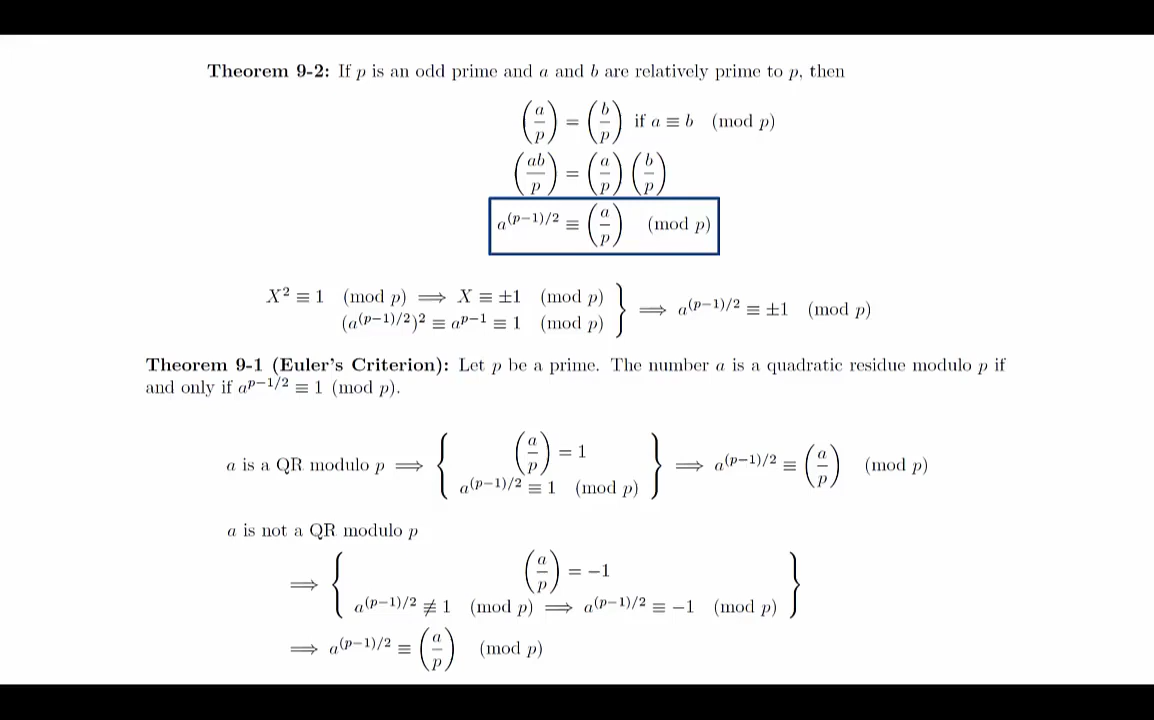 Theorem 9-2: If p is an odd prime and a and b are relatively prime to p, then
(a/p) = (b/p) if a ≡ b (mod p)
(ab/p) = (a/p)(b/p)
a^{(p−1)/2} ≡ (a/p) (mod p)
X² ≡ 1 (mod p) ⟹ X ≡ ±1 (mod p)
(a^{(p−1)/2})² ≡ a^{p−1} ≡ 1 (mod p) } ⟹ a^{(p−1)/2} ≡ ±1 (mod p)
Theorem 9-1 (Euler's Criterion): Let p be a prime. The number a is a quadratic residue modulo p if
and only if a^{p−1/2} ≡ 1 (mod p).
a is a QR modulo p ⟹ { (a/p) = 1
a^{(p−1)/2} ≡ 1 (mod p) } ⟹ a^{(p−1)/2} ≡ (a/p) (mod p)
a is not a QR modulo p
⟹ { (a/p) = −1
a^{(p−1)/2} ≢ 1 (mod p) ⟹ a^{(p−1)/2} ≡ −1 (mod p) }
⟹ a^{(p−1)/2} ≡ (a/p) (mod p)